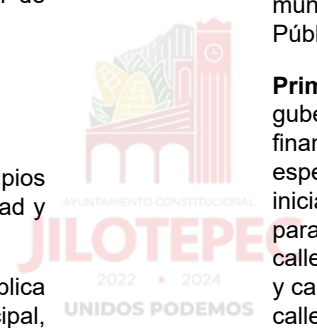 mun
Públ
Prim
gube
finar
espe
inicia
para
calle
y ca
calle
pios
ad y
blica
cipal,
AYUNTAMIENTO CONSTITUCIONAL
JILOTEPEC
2022 • 2024
UNIDOS PODEMOS